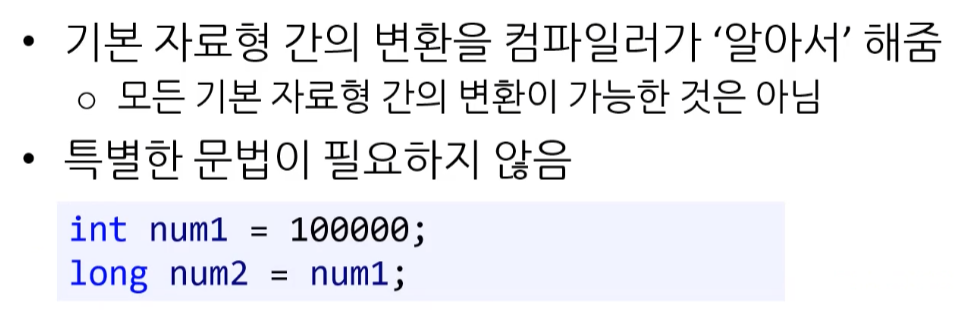 • 기본 자료형 간의 변환을 컴파일러가 ‘알아서’ 해줌
○ 모든 기본 자료형 간의 변환이 가능한 것은 아님
• 특별한 문법이 필요하지 않음
int num1 = 100000;
long num2 = num1;